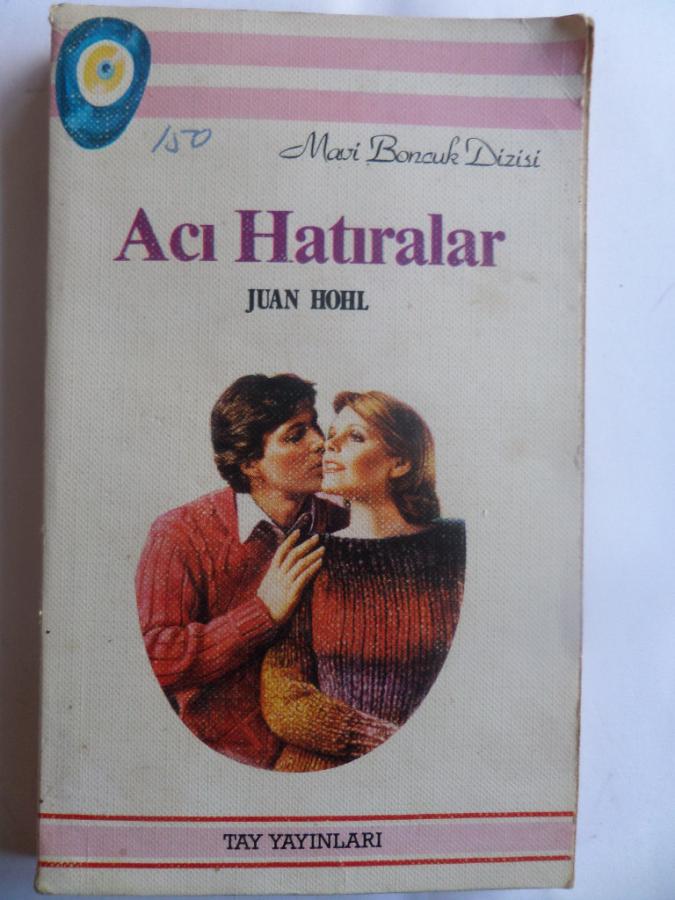 150
Mavi Boncuk Dizisi
Acı Hatıralar
JUAN HOHL
TAY YAYINLARI